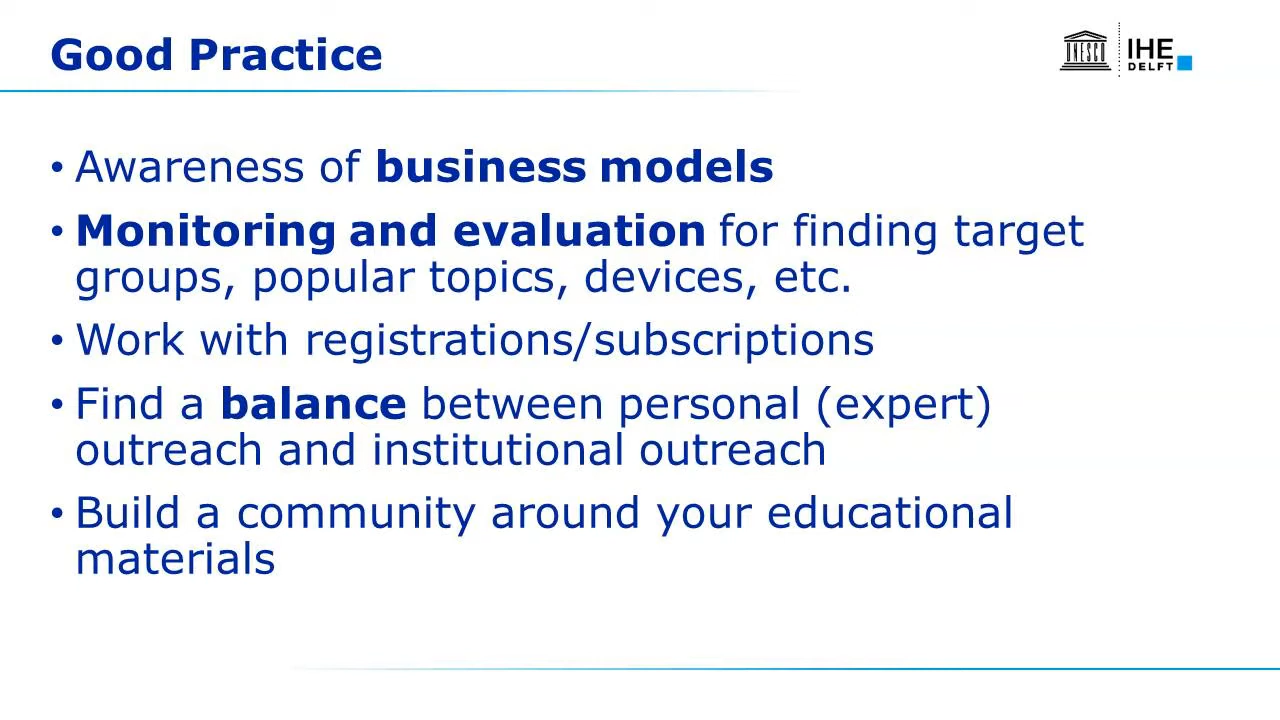 Good Practice
UNESCO
IHE
DELFT
• Awareness of business models
• Monitoring and evaluation for finding target
groups, popular topics, devices, etc.
• Work with registrations/subscriptions
• Find a balance between personal (expert)
outreach and institutional outreach
• Build a community around your educational
materials